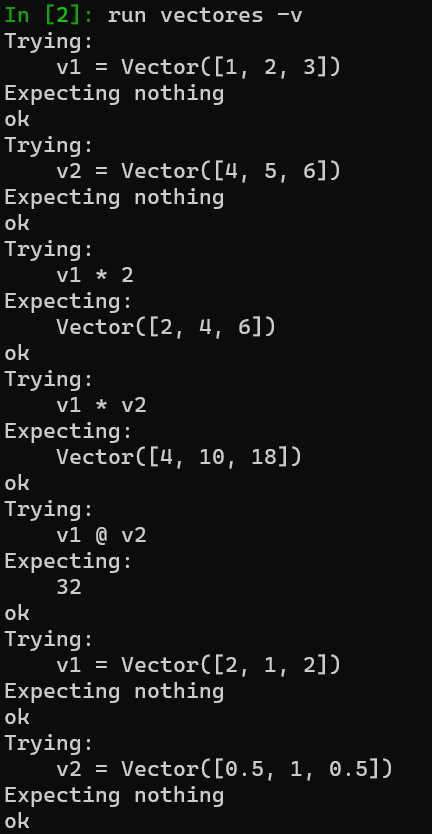 In [2]: run vectores -v
Trying:
    v1 = Vector([1, 2, 3])
Expecting nothing
ok
Trying:
    v2 = Vector([4, 5, 6])
Expecting nothing
ok
Trying:
    v1 * 2
Expecting:
    Vector([2, 4, 6])
ok
Trying:
    v1 * v2
Expecting:
    Vector([4, 10, 18])
ok
Trying:
    v1 @ v2
Expecting:
    32
ok
Trying:
    v1 = Vector([2, 1, 2])
Expecting nothing
ok
Trying:
    v2 = Vector([0.5, 1, 0.5])
Expecting nothing
ok